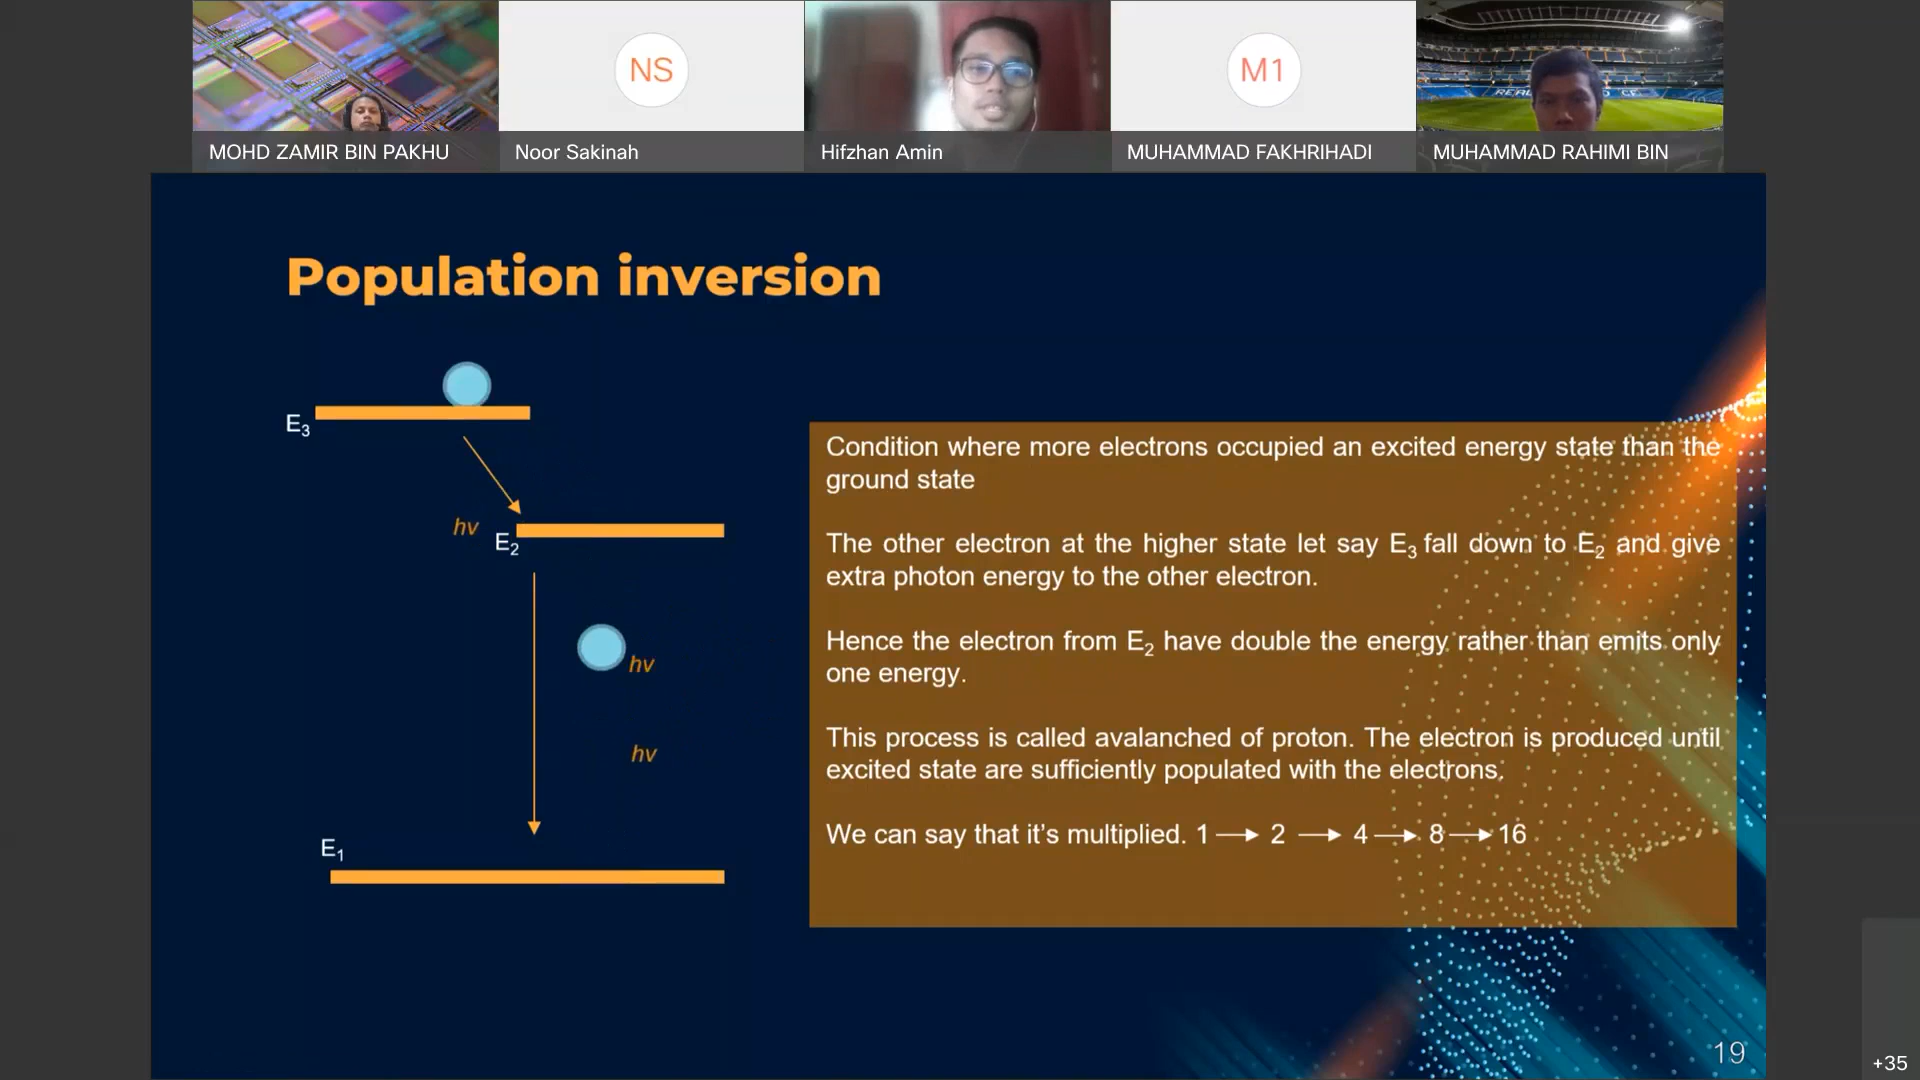 NS
M1
REAL
MOHD ZAMIR BIN PAKHU
Noor Sakinah
Hifzhan Amin
MUHAMMAD FAKHRIHADI
MUHAMMAD RAHIMI BIN
Population inversion
E3
hv
E2
hv
hv
E1
Condition where more electrons occupied an excited energy state than the
ground state
The other electron at the higher state let say E3 fall down to E2 and give
extra photon energy to the other electron.
Hence the electron from E2 have double the energy rather than emits only
one energy.
This process is called avalanched of proton. The electron is produced until
excited state are sufficiently populated with the electrons.
We can say that it's multiplied. 1 → 2 → 4 → 8 → 16
19
+35